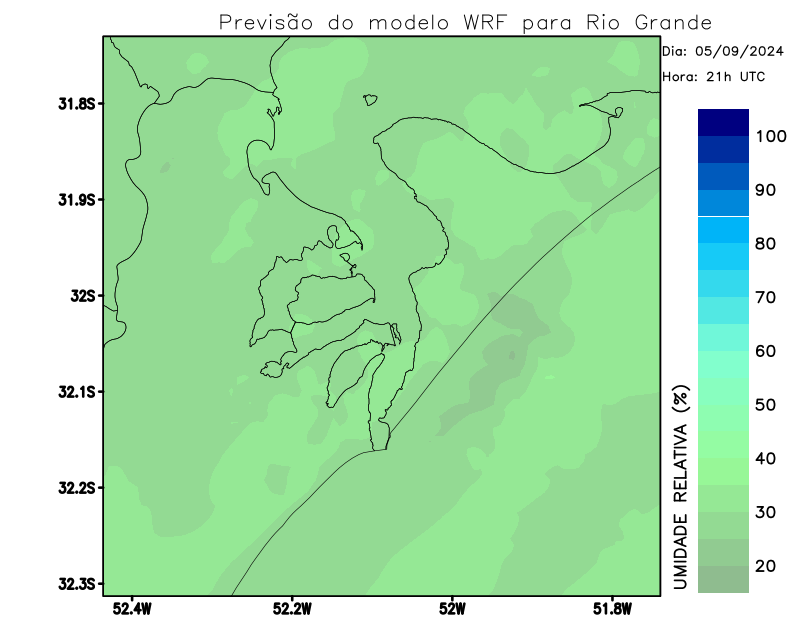 Previsão do modelo WRF para Rio Grande
Dia: 05/09/2024
Hora: 21h UTC
31.8S
31.9S
32S
32.1S
32.2S
32.3S
52.4W
52.2W
52W
51.8W
UMIDADE RELATIVA (%)
100
90
80
70
60
50
40
30
20